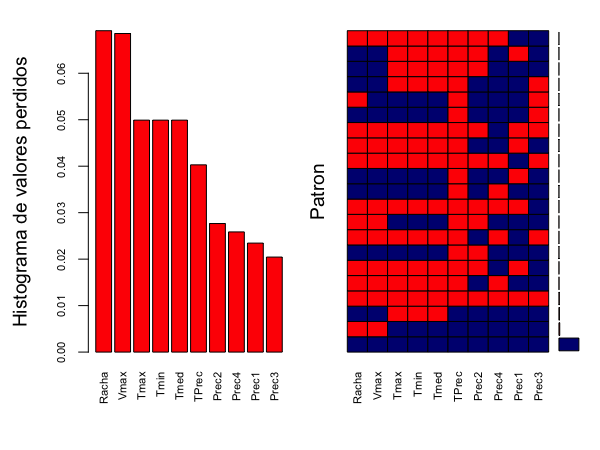 Histograma de valores perdidos
0.00 0.01 0.02 0.03 0.04 0.05 0.06
Racha Vmax Tmax Tmin Tmed TPrec Prec2 Prec4 Prec1 Prec3
Patron
Racha Vmax Tmax Tmin Tmed TPrec Prec2 Prec4 Prec1 Prec3